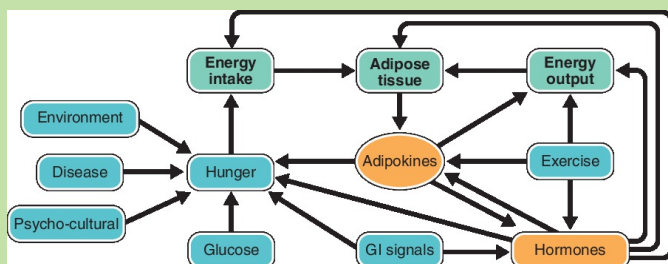 Energy
intake
Adipose
tissue
Energy
output
Environment
Disease
Hunger
Adipokines
Exercise
Psycho-cultural
Glucose
GI signals
Hormones